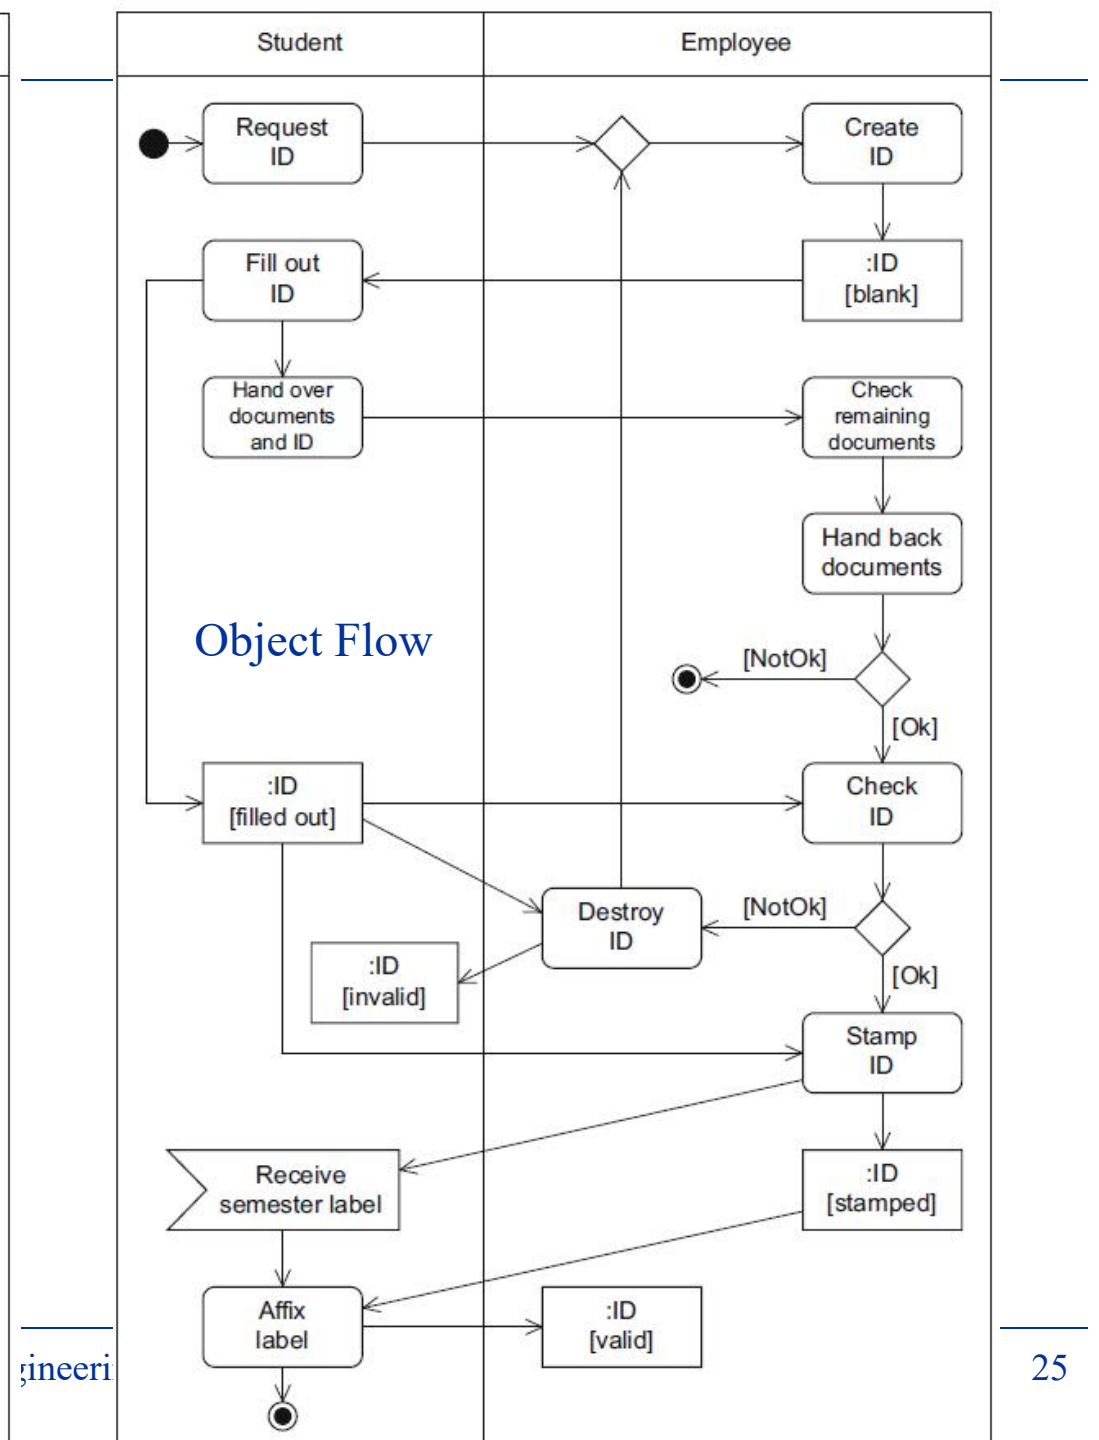 Student
Employee
Request
ID
Create
ID
Fill out
ID
:ID
[blank]
Hand over
documents
and ID
Check
remaining
documents
Hand back
documents
Object Flow
[NotOk]
[Ok]
:ID
[filled out]
Check
ID
Destroy
ID
[NotOk]
:ID
[invalid]
[Ok]
Stamp
ID
Receive
semester label
:ID
[stamped]
Affix
label
:ID
[valid]
gineeri
25